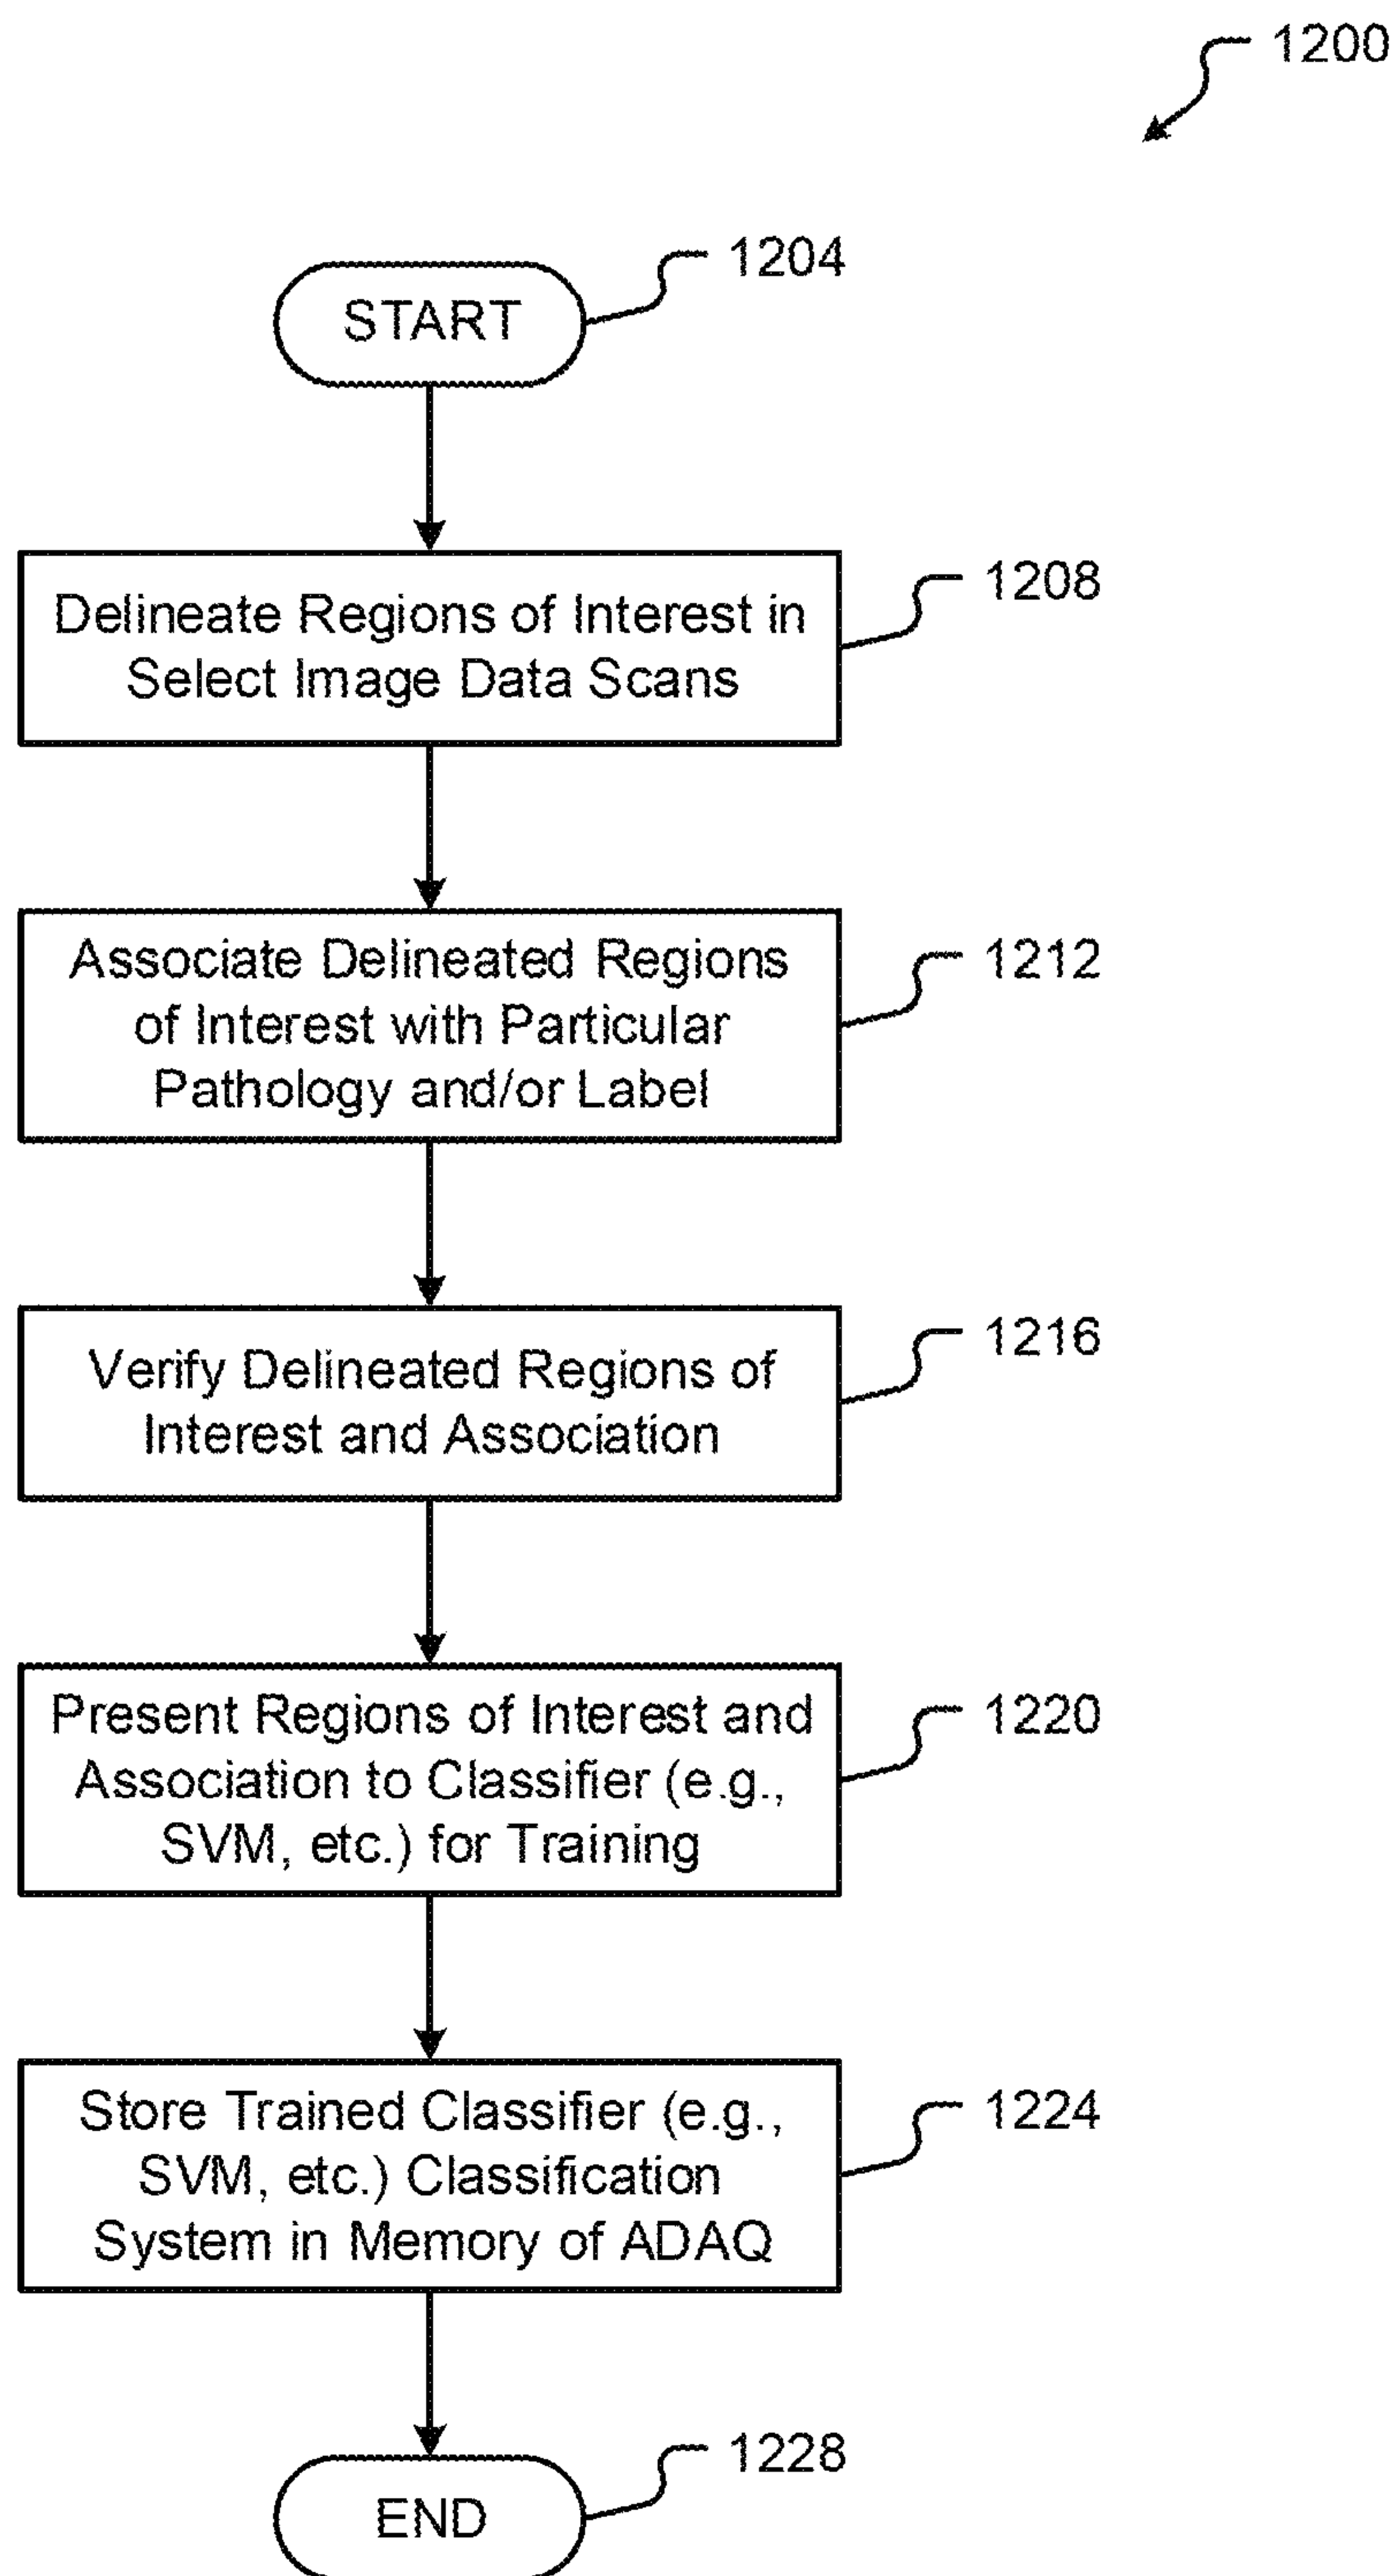 1200
1204
START
1208
Delineate Regions of Interest in
Select Image Data Scans
1212
Associate Delineated Regions
of Interest with Particular
Pathology and/or Label
1216
Verify Delineated Regions of
Interest and Association
1220
Present Regions of Interest and
Association to Classifier (e.g.,
SVM, etc.) for Training
1224
Store Trained Classifier (e.g.,
SVM, etc.) Classification
System in Memory of ADAQ
1228
END